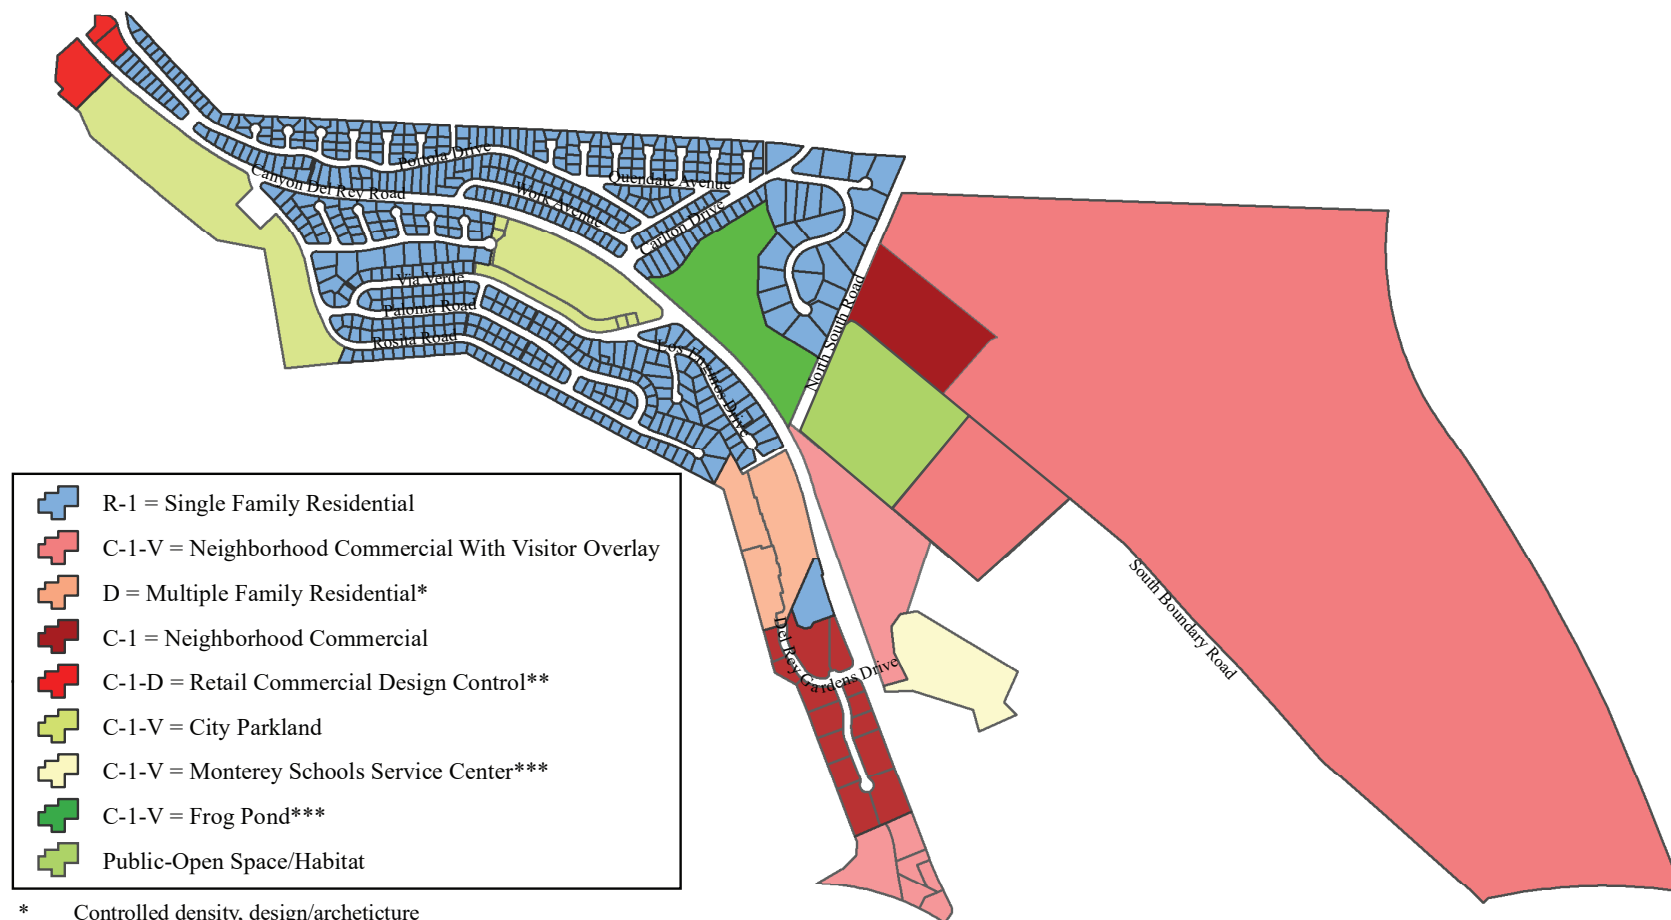 Portola Drive
Canyon Del Rey Road
Work Avenue
Quendale Avenue
Carlton Drive
Via Verde
Paloma Road
Rosita Road
Los Encinos Drive
North South Road
South Boundary Road
Del Rey Gardens Drive
R-1 = Single Family Residential
C-1-V = Neighborhood Commercial With Visitor Overlay
D = Multiple Family Residential*
C-1 = Neighborhood Commercial
C-1-D = Retail Commercial Design Control**
C-1-V = City Parkland
C-1-V = Monterey Schools Service Center***
C-1-V = Frog Pond***
Public-Open Space/Habitat
* Controlled density, design/archeticture